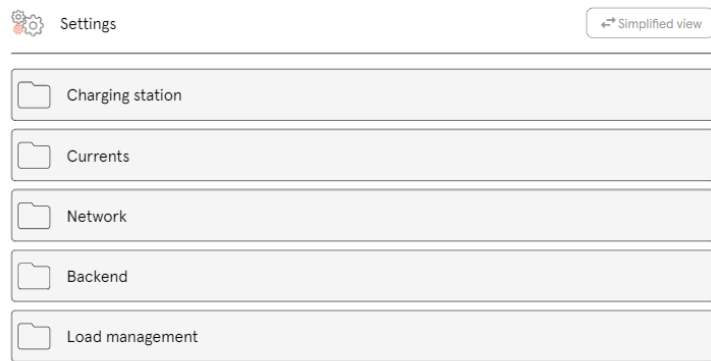 Settings
Simplified view
Charging station
Currents
Network
Backend
Load management